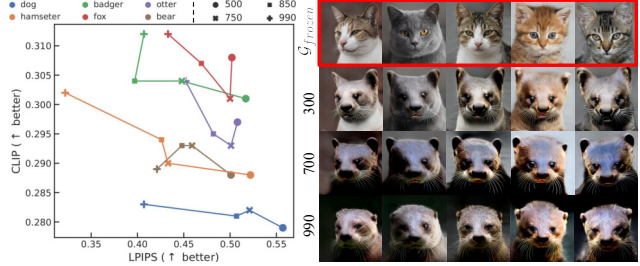 dog badger otter 500 850
hamseter fox bear 750 990
CLIP (↑ better)
0.310
0.305
0.300
0.295
0.290
0.285
0.280
0.35 0.40 0.45 0.50 0.55
LPIPS (↑ better)
G_frozen
300
700
990